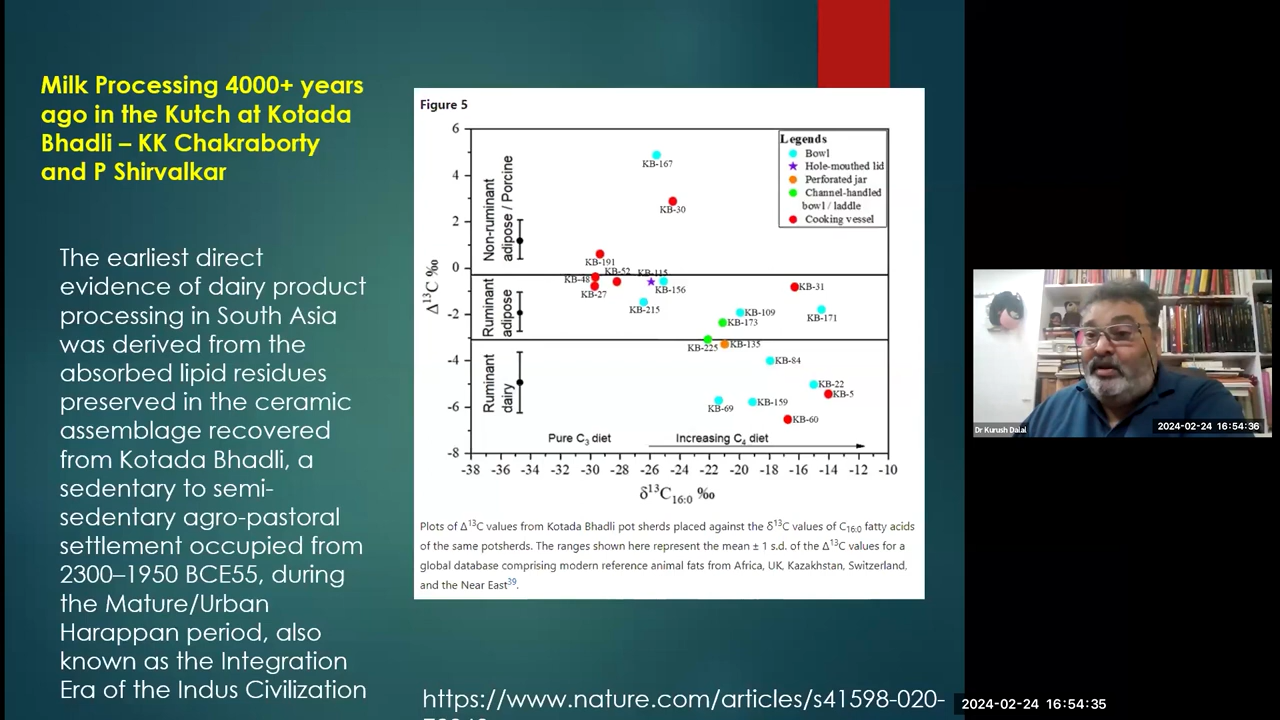 Milk Processing 4000+ years
ago in the Kutch at Kotada
Bhadli – KK Chakraborty
and P Shirvalkar
The earliest direct
evidence of dairy product
processing in South Asia
was derived from the
absorbed lipid residues
preserved in the ceramic
assemblage recovered
from Kotada Bhadli, a
sedentary to semi-
sedentary agro-pastoral
settlement occupied from
2300–1950 BCE55, during
the Mature/Urban
Harappan period, also
known as the Integration
Era of the Indus Civilization
Figure 5
6
4
2
0
-2
-4
-6
-8
Δ¹³C ‰
Non-ruminant
adipose / Porcine
Ruminant
adipose
Ruminant
dairy
Legends
Bowl
Hole-mouthed lid
Perforated jar
Channel-handled
bowl / laddle
Cooking vessel
KB-167
KB-30
KB-191
KB-48
KB-52
KB-115
KB-27
KB-156
KB-31
KB-215
KB-109
KB-171
KB-173
KB-225
KB-135
KB-84
KB-22
KB-5
KB-69
KB-159
KB-60
Pure C₃ diet
Increasing C₄ diet
-38 -36 -34 -32 -30 -28 -26 -24 -22 -20 -18 -16 -14 -12 -10
δ¹³C₁₆:₀ ‰
Plots of Δ¹³C values from Kotada Bhadli pot sherds placed against the δ¹³C values of C₁₆:₀ fatty acids
of the same potsherds. The ranges shown here represent the mean ± 1 s.d. of the Δ¹³C values for a
global database comprising modern reference animal fats from Africa, UK, Kazakhstan, Switzerland,
and the Near East³⁹.
https://www.nature.com/articles/s41598-020-
Dr Kurush Dalal
2024-02-24 16:54:36
2024-02-24 16:54:35